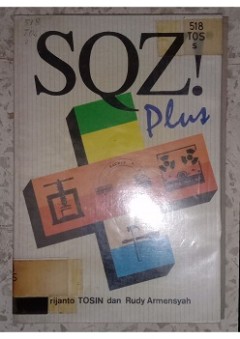 518
TOS
s
SQZ!
Plus
rijanto TOSIN dan Rudy Armensyah